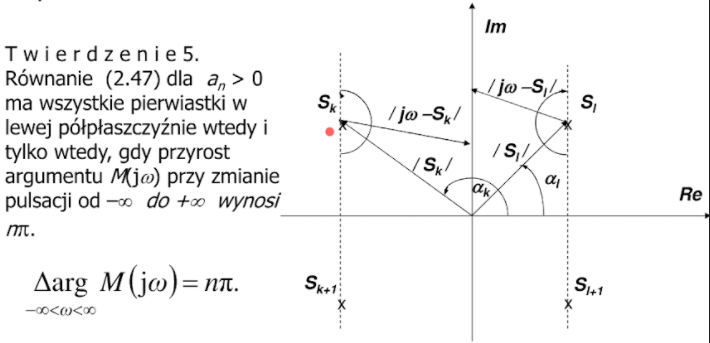 T w i e r d z e n i e 5.
Równanie (2.47) dla aₙ > 0
ma wszystkie pierwiastki w
lewej półpłaszczyźnie wtedy i
tylko wtedy, gdy przyrost
argumentu M(jω) przy zmianie
pulsacji od −∞ do +∞ wynosi
nπ.
Δarg M(jω) = nπ.
−∞<ω<∞
Im
/ jω −Sₗ/
Sₖ
/ jω −Sₖ/
Sₗ
/ Sₖ/
/ Sₗ/
αₖ
αₗ
Re
Sₖ₊₁
Sₗ₊₁